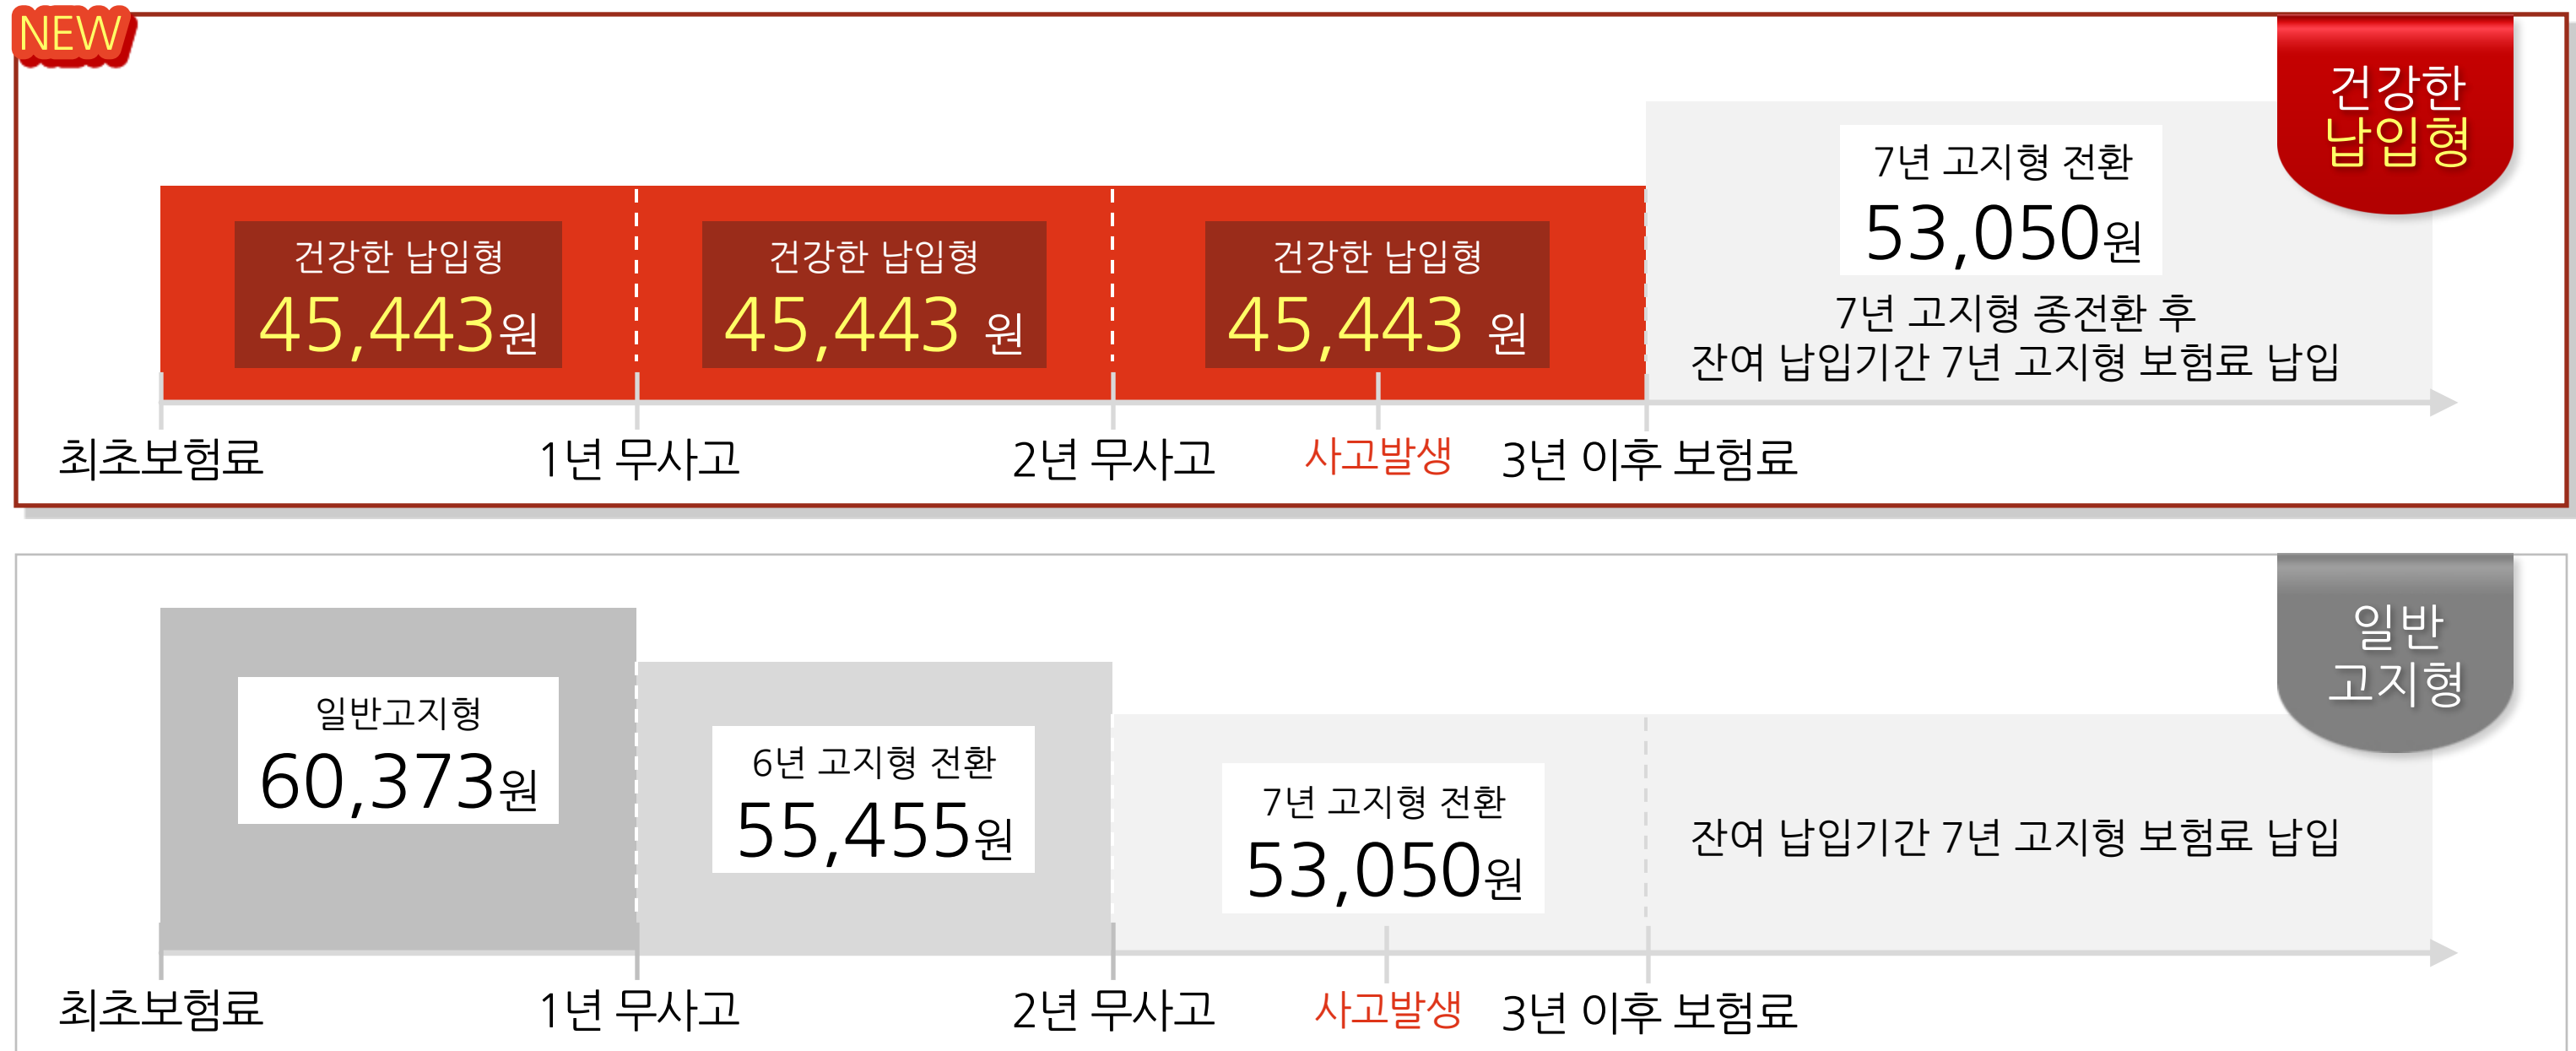 NEW
건강한
납입형
건강한 납입형
45,443원
건강한 납입형
45,443 원
건강한 납입형
45,443 원
7년 고지형 전환
53,050원
7년 고지형 종전환 후
잔여 납입기간 7년 고지형 보험료 납입
최초보험료
1년 무사고
2년 무사고
사고발생
3년 이후 보험료
일반
고지형
일반고지형
60,373원
6년 고지형 전환
55,455원
7년 고지형 전환
53,050원
잔여 납입기간 7년 고지형 보험료 납입
최초보험료
1년 무사고
2년 무사고
사고발생
3년 이후 보험료